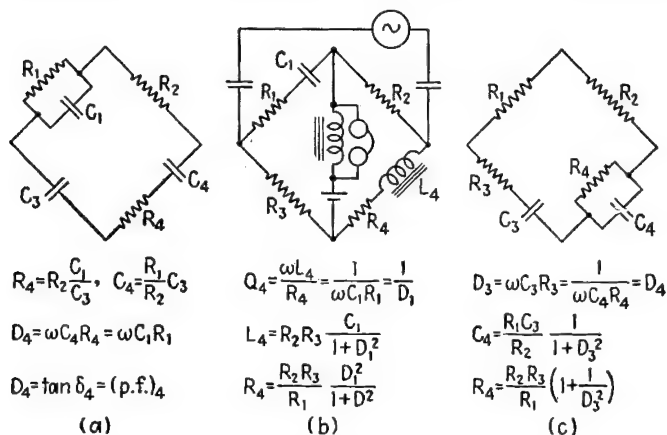 R₁
R₂
C₁
C₃
C₄
R₄
C₁
R₁
R₂
R₃
R₄
L₄
R₁
R₂
R₄
R₃
C₃
C₄
R₄=R₂ C₁/C₃, C₄=R₁/R₂ C₃
D₄=ωC₄R₄=ωC₁R₁
D₄=tan δ₄=(p.f.)₄
(a)
Q₄=ωL₄/R₄=1/ωC₁R₁=1/D₁
L₄=R₂R₃ C₁/1+D₁²
R₄=R₂R₃/R₁ D₁²/1+D²
(b)
D₃=ωC₃R₃=1/ωC₄R₄=D₄
C₄=R₁C₃/R₂ 1/1+D₃²
R₄=R₂R₃/R₁(1+1/D₃²)
(c)